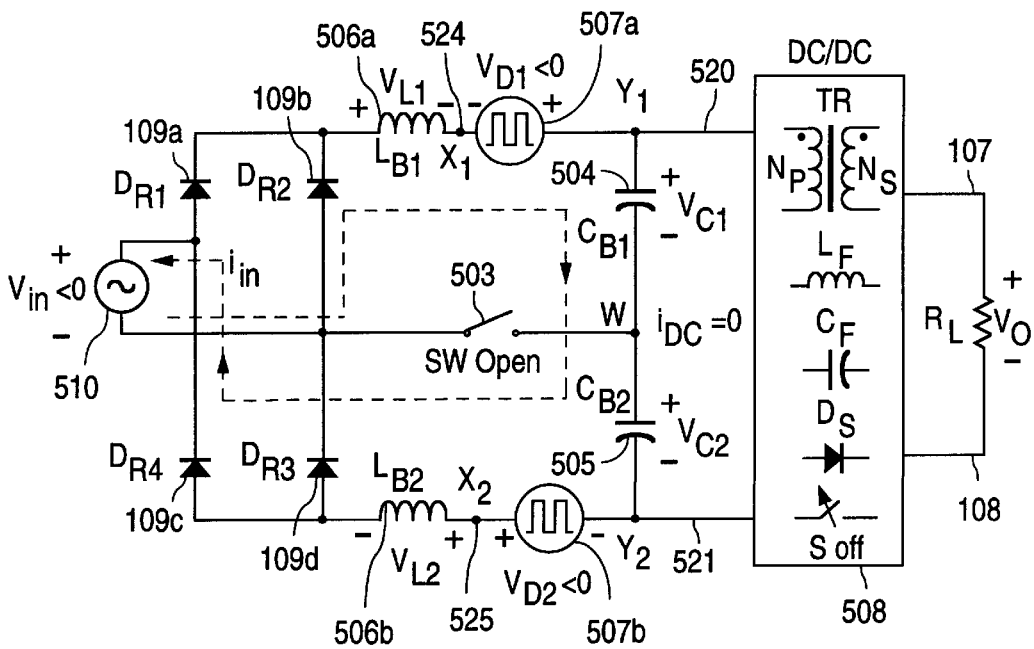 506a
524
507a
DC/DC
109b
V_L1
V_D1 <0
Y_1
520
TR
109a
+ - - +
L_B1
X_1
N_P
N_S
107
D_R1
D_R2
504
+
V_C1
-
C_B1
L_F
+
V_in <0
-
i_in
503
W
i_DC =0
C_F
R_L
+
V_O
-
SW Open
510
C_B2
+
V_C2
-
D_S
D_R4
D_R3
L_B2
X_2
505
109c
- + + -
Y_2
S off
108
109d
V_L2
V_D2 <0
521
506b
525
507b
508